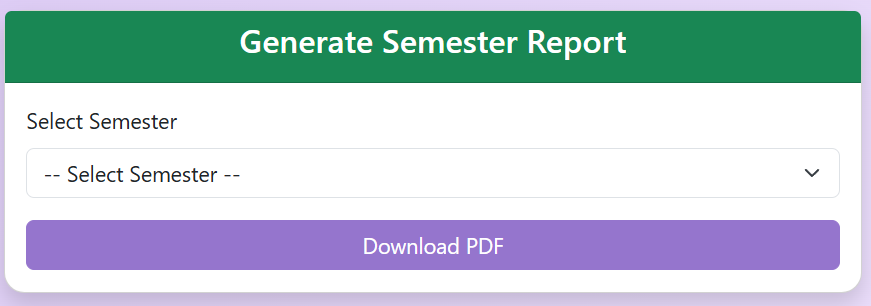 Generate Semester Report
Select Semester
-- Select Semester --
Download PDF